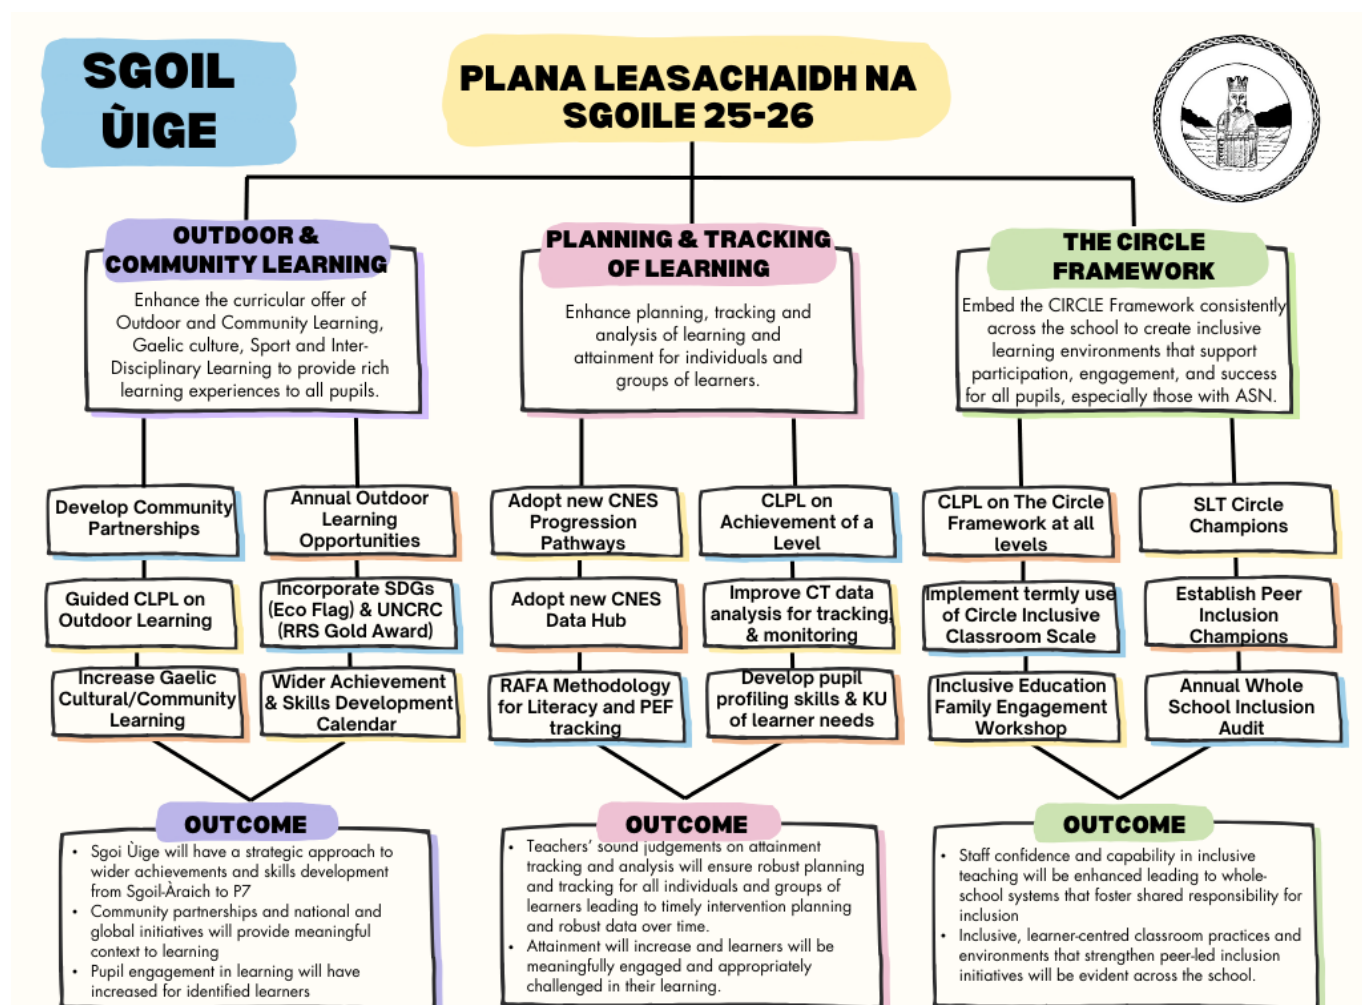 SGOIL
ÙIGE
PLANA LEASACHAIDH NA
SGOILE 25-26
OUTDOOR &
COMMUNITY LEARNING
Enhance the curricular offer of
Outdoor and Community Learning,
Gaelic culture, Sport and Inter-
Disciplinary Learning to provide rich
learning experiences to all pupils.
PLANNING & TRACKING
OF LEARNING
Enhance planning, tracking and
analysis of learning and
attainment for individuals and
groups of learners.
THE CIRCLE
FRAMEWORK
Embed the CIRCLE Framework consistently
across the school to create inclusive
learning environments that support
participation, engagement, and success
for all pupils, especially those with ASN.
Develop Community
Partnerships
Annual Outdoor
Learning
Opportunities
Guided CLPL on
Outdoor Learning
Incorporate SDGs
(Eco Flag) & UNCRC
(RRS Gold Award)
Increase Gaelic
Cultural/Community
Learning
Wider Achievement
& Skills Development
Calendar
Adopt new CNES
Progression
Pathways
CLPL on
Achievement of a
Level
Adopt new CNES
Data Hub
Improve CT data
analysis for tracking,
& monitoring
RAFA Methodology
for Literacy and PEF
tracking
Develop pupil
profiling skills & KU
of learner needs
CLPL on The Circle
Framework at all
levels
SLT Circle
Champions
Implement termly use
of Circle Inclusive
Classroom Scale
Establish Peer
Inclusion
Champions
Inclusive Education
Family Engagement
Workshop
Annual Whole
School Inclusion
Audit
OUTCOME
• Sgoi Ùige will have a strategic approach to
wider achievements and skills development
from Sgoil-Àraich to P7
• Community partnerships and national and
global initiatives will provide meaningful
context to learning
• Pupil engagement in learning will have
increased for identified learners
OUTCOME
• Teachers' sound judgements on attainment
tracking and analysis will ensure robust planning
and tracking for all individuals and groups of
learners leading to timely intervention planning
and robust data over time.
• Attainment will increase and learners will be
meaningfully engaged and appropriately
challenged in their learning.
OUTCOME
• Staff confidence and capability in inclusive
teaching will be enhanced leading to whole-
school systems that foster shared responsibility for
inclusion
• Inclusive, learner-centred classroom practices and
environments that strengthen peer-led inclusion
initiatives will be evident across the school.